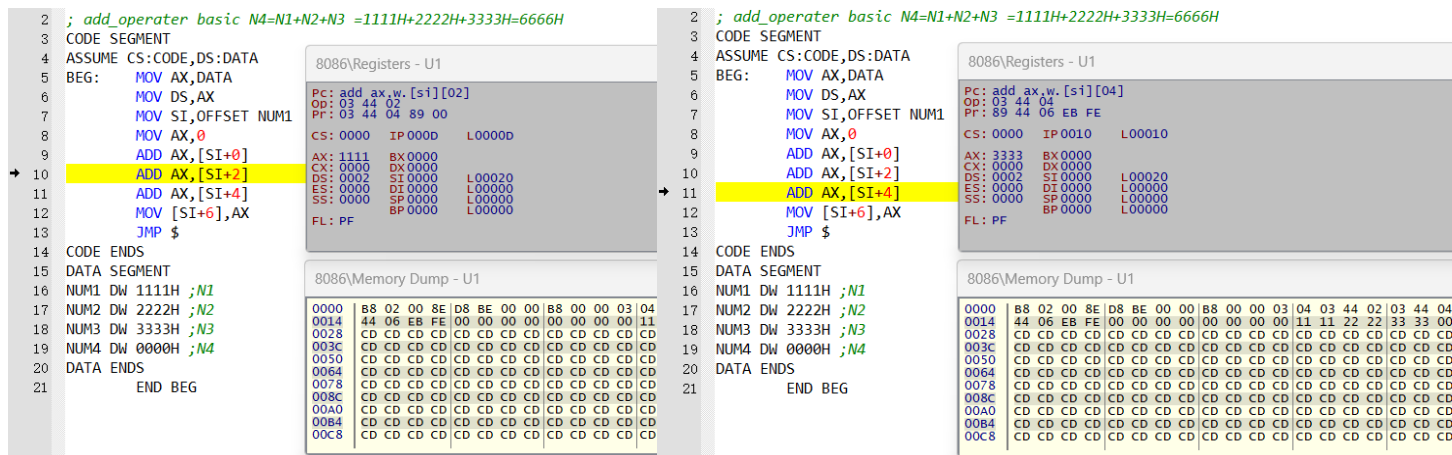 2 ; add_operater basic N4=N1+N2+N3 =1111H+2222H+3333H=6666H
3 CODE SEGMENT
4 ASSUME CS:CODE,DS:DATA
5 BEG: MOV AX,DATA
6 MOV DS,AX
7 MOV SI,OFFSET NUM1
8 MOV AX,0
9 ADD AX,[SI+0]
10 ADD AX,[SI+2]
11 ADD AX,[SI+4]
12 MOV [SI+6],AX
13 JMP $
14 CODE ENDS
15 DATA SEGMENT
16 NUM1 DW 1111H ;N1
17 NUM2 DW 2222H ;N2
18 NUM3 DW 3333H ;N3
19 NUM4 DW 0000H ;N4
20 DATA ENDS
21 END BEG
8086\Registers - U1
Pc: add ax,w.[si][02]
Op: 03 44 02
Pr: 03 44 04 89 00
CS: 0000 IP 000D L0000D
AX: 1111 BX 0000
CX: 0000 DX 0000
DS: 0002 SI 0000 L00020
ES: 0000 DI 0000 L00000
SS: 0000 SP 0000 L00000
BP 0000 L00000
FL: PF
8086\Memory Dump - U1
0000 B8 02 00 8E D8 BE 00 00 B8 00 00 03 04
0014 44 06 EB FE 00 00 00 00 00 00 00 00 11
0028 CD CD CD CD CD CD CD CD CD CD CD CD CD
003C CD CD CD CD CD CD CD CD CD CD CD CD CD
0050 CD CD CD CD CD CD CD CD CD CD CD CD CD
0064 CD CD CD CD CD CD CD CD CD CD CD CD CD
0078 CD CD CD CD CD CD CD CD CD CD CD CD CD
008C CD CD CD CD CD CD CD CD CD CD CD CD CD
00A0 CD CD CD CD CD CD CD CD CD CD CD CD CD
00B4 CD CD CD CD CD CD CD CD CD CD CD CD CD
00C8 CD CD CD CD CD CD CD CD CD CD CD CD CD
2 ; add_operater basic N4=N1+N2+N3 =1111H+2222H+3333H=6666H
3 CODE SEGMENT
4 ASSUME CS:CODE,DS:DATA
5 BEG: MOV AX,DATA
6 MOV DS,AX
7 MOV SI,OFFSET NUM1
8 MOV AX,0
9 ADD AX,[SI+0]
10 ADD AX,[SI+2]
11 ADD AX,[SI+4]
12 MOV [SI+6],AX
13 JMP $
14 CODE ENDS
15 DATA SEGMENT
16 NUM1 DW 1111H ;N1
17 NUM2 DW 2222H ;N2
18 NUM3 DW 3333H ;N3
19 NUM4 DW 0000H ;N4
20 DATA ENDS
21 END BEG
8086\Registers - U1
Pc: add ax,w.[si][04]
Op: 03 44 04
Pr: 89 44 06 EB FE
CS: 0000 IP 0010 L00010
AX: 3333 BX 0000
CX: 0000 DX 0000
DS: 0002 SI 0000 L00020
ES: 0000 DI 0000 L00000
SS: 0000 SP 0000 L00000
BP 0000 L00000
FL: PF
8086\Memory Dump - U1
0000 B8 02 00 8E D8 BE 00 00 B8 00 00 03 04 03 44 02 03 44 04
0014 44 06 EB FE 00 00 00 00 00 00 00 00 11 11 22 22 33 33 00
0028 CD CD CD CD CD CD CD CD CD CD CD CD CD CD CD CD CD CD CD
003C CD CD CD CD CD CD CD CD CD CD CD CD CD CD CD CD CD CD CD
0050 CD CD CD CD CD CD CD CD CD CD CD CD CD CD CD CD CD CD CD
0064 CD CD CD CD CD CD CD CD CD CD CD CD CD CD CD CD CD CD CD
0078 CD CD CD CD CD CD CD CD CD CD CD CD CD CD CD CD CD CD CD
008C CD CD CD CD CD CD CD CD CD CD CD CD CD CD CD CD CD CD CD
00A0 CD CD CD CD CD CD CD CD CD CD CD CD CD CD CD CD CD CD CD
00B4 CD CD CD CD CD CD CD CD CD CD CD CD CD CD CD CD CD CD CD
00C8 CD CD CD CD CD CD CD CD CD CD CD CD CD CD CD CD CD CD CD